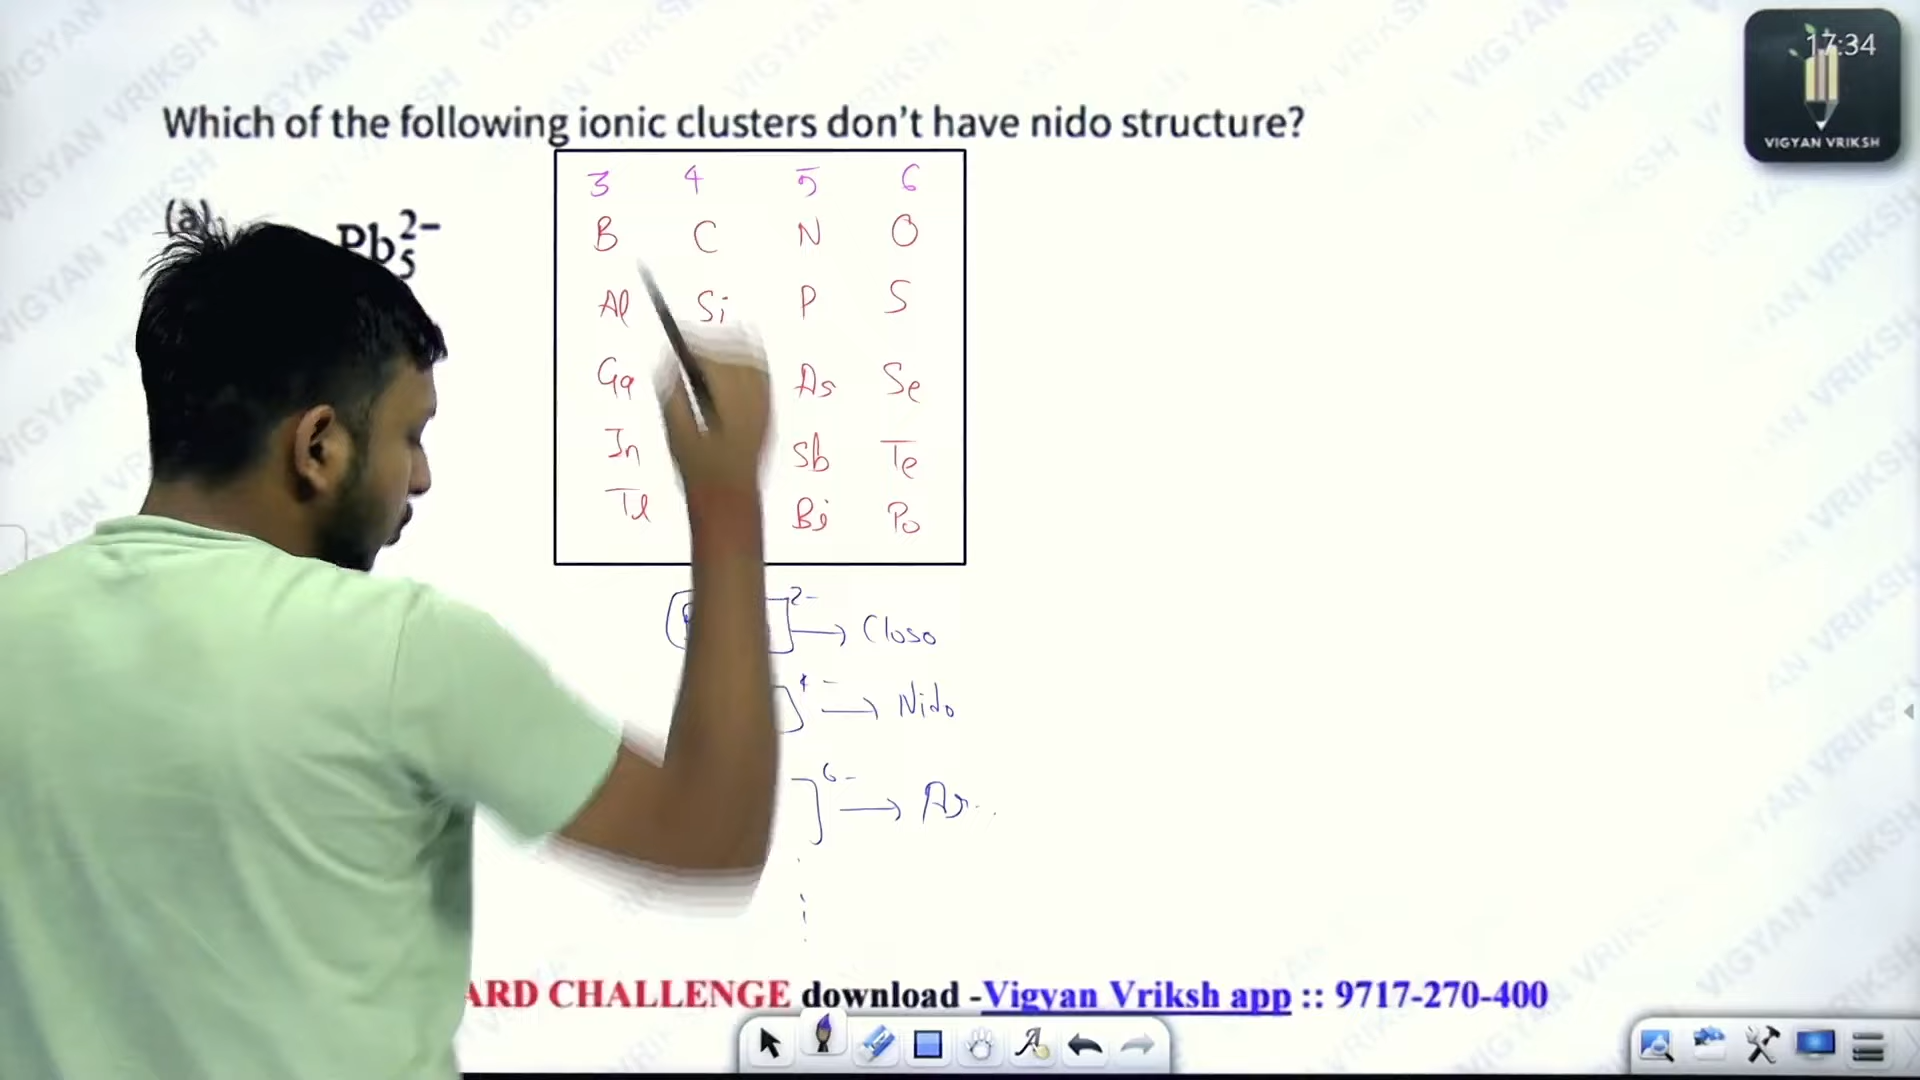 17:34
VIGYAN VRIKSH
Which of the following ionic clusters don't have nido structure?
(a)
Pb₅²⁻
3 4 5 6
B C N O
Al Si P S
Ga As Se
In Sb Te
Tl Bi Po
]²⁻ → Closo
]⁴⁻ → Nido
]⁶⁻ → Ar..
ARD CHALLENGE download -Vigyan Vriksh app :: 9717-270-400